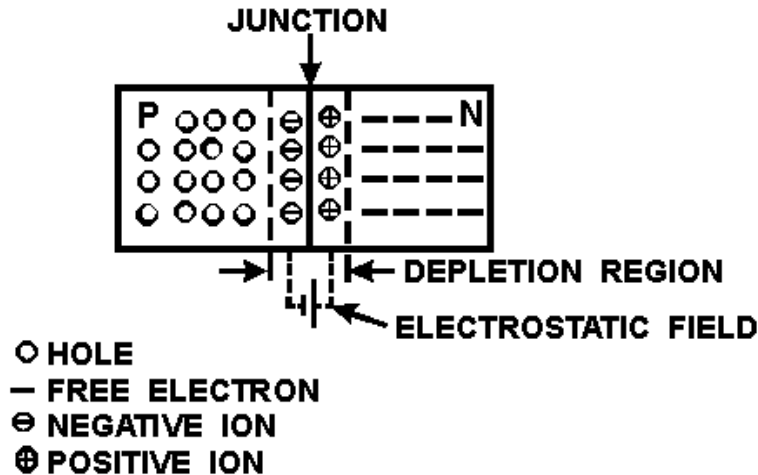 JUNCTION
P N
DEPLETION REGION
ELECTROSTATIC FIELD
HOLE
FREE ELECTRON
NEGATIVE ION
POSITIVE ION